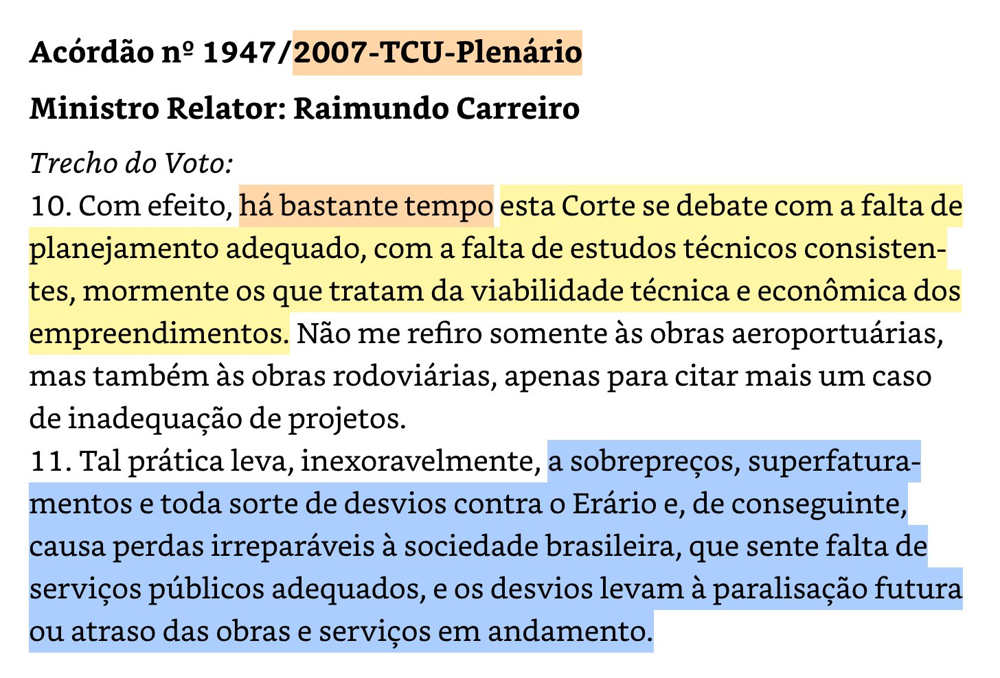 Acórdão nº 1947/2007-TCU-Plenário
Ministro Relator: Raimundo Carreiro
Trecho do Voto:
10. Com efeito, há bastante tempo esta Corte se debate com a falta de
planejamento adequado, com a falta de estudos técnicos consisten-
tes, mormente os que tratam da viabilidade técnica e econômica dos
empreendimentos. Não me refiro somente às obras aeroportuárias,
mas também às obras rodoviárias, apenas para citar mais um caso
de inadequação de projetos.
11. Tal prática leva, inexoravelmente, a sobrepreços, superfatura-
mentos e toda sorte de desvios contra o Erário e, de conseguinte,
causa perdas irreparáveis à sociedade brasileira, que sente falta de
serviços públicos adequados, e os desvios levam à paralisação futura
ou atraso das obras e serviços em andamento.